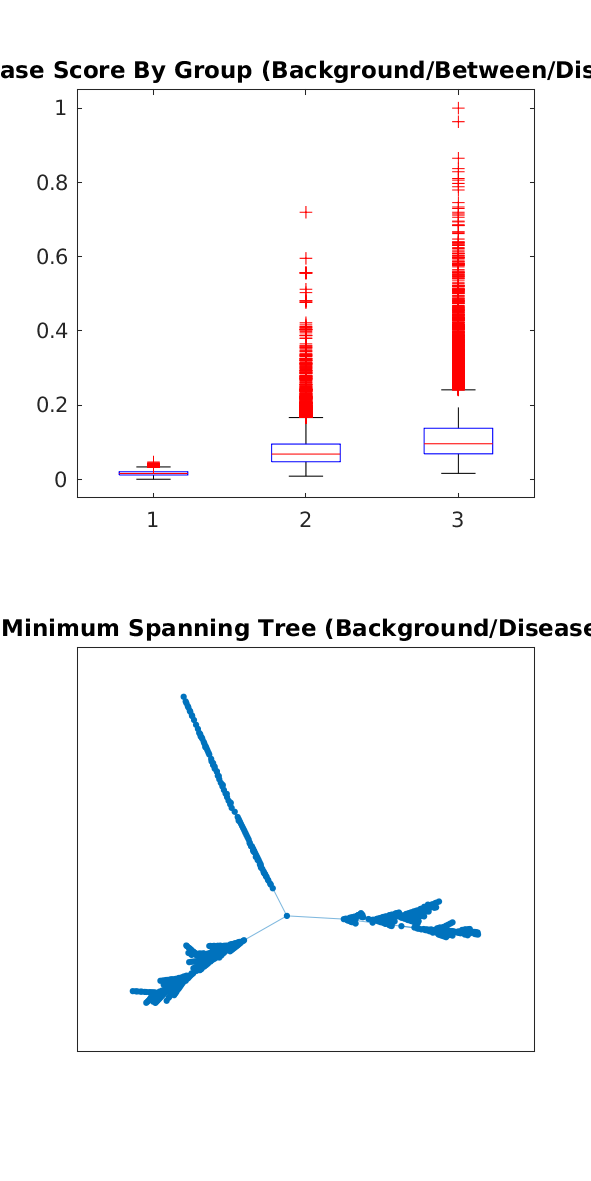 ase Score By Group (Background/Between/Dis
1
0.8
0.6
0.4
0.2
0
1 2 3
Minimum Spanning Tree (Background/Disease